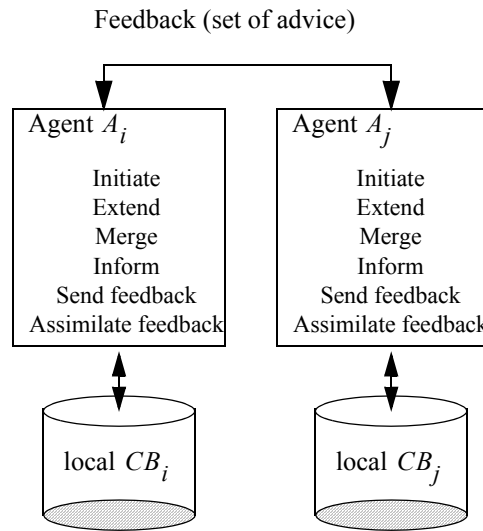 Feedback (set of advice)
Agent A_i
Initiate
Extend
Merge
Inform
Send feedback
Assimilate feedback
local CB_i
Agent A_j
Initiate
Extend
Merge
Inform
Send feedback
Assimilate feedback
local CB_j